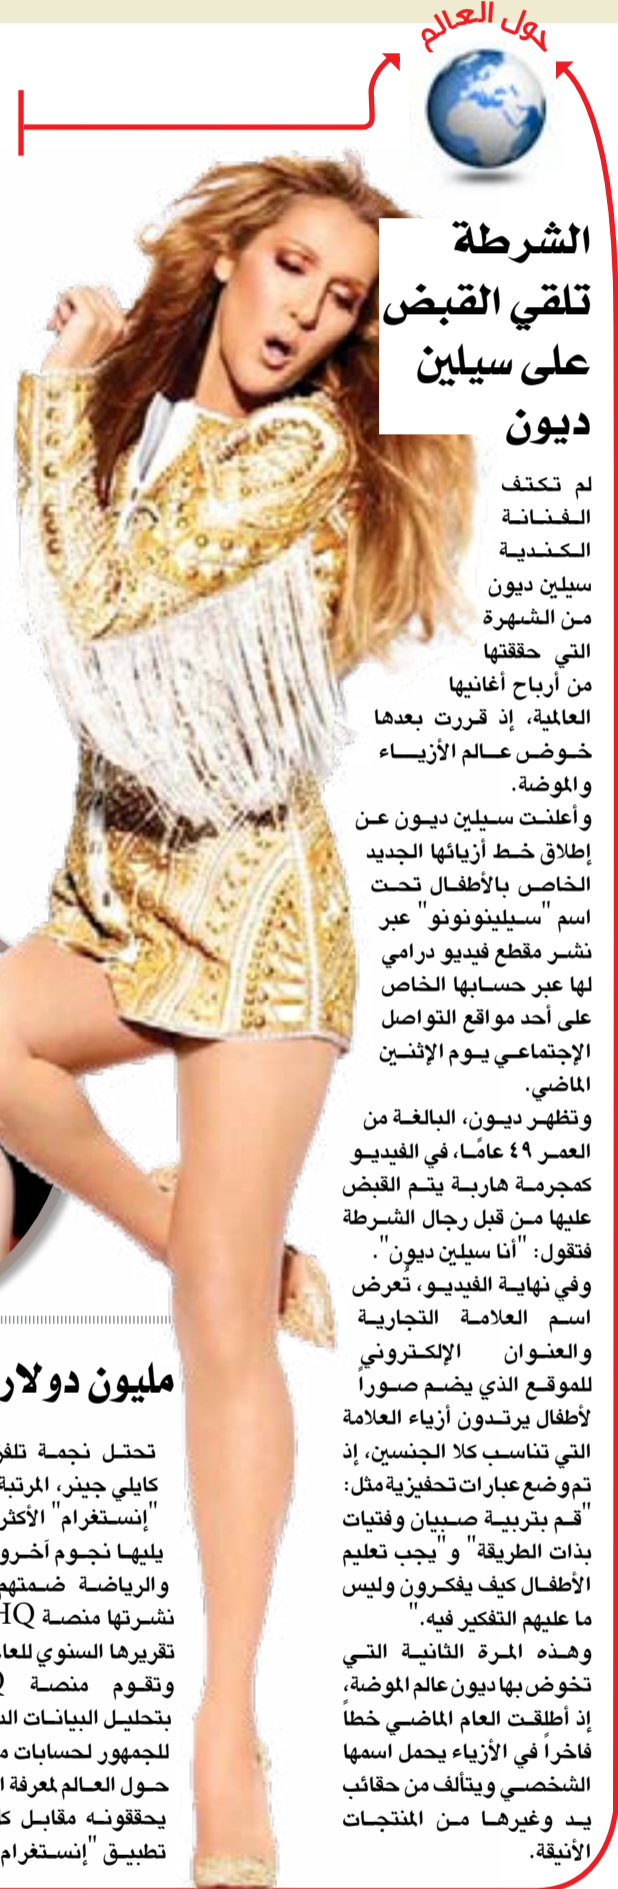 حول العالم
الشرطة
تلقي القبض
على سيلين
ديون
لم تكتف
الفنانة
الكندية
سيلين ديون
من الشهرة
التي حققتها
من أرباح أغانيها
العالمية، إذ قررت بعدها
خوض عالم الأزياء
والموضة.
وأعلنت سيلين ديون عن
إطلاق خط أزيائها الجديد
الخاص بالأطفال تحت
اسم "سيلينونونو" عبر
نشر مقطع فيديو درامي
لها عبر حسابها الخاص
على أحد مواقع التواصل
الإجتماعي يوم الإثنين
الماضي.
وتظهر ديون، البالغة من
العمر ٤٩ عامًا، في الفيديو
كمجرمة هاربة يتم القبض
عليها من قبل رجال الشرطة
فتقول: "أنا سيلين ديون".
وفي نهاية الفيديو، تُعرض
اسم العلامة التجارية
والعنوان الإلكتروني
للموقع الذي يضم صوراً
لأطفال يرتدون أزياء العلامة
التي تناسب كلا الجنسين، إذ
تم وضع عبارات تحفيزية مثل:
"قم بتربية صبيان وفتيات
بذات الطريقة" و"يجب تعليم
الأطفال كيف يفكرون وليس
ما عليهم التفكير فيه."
وهذه المرة الثانية التي
تخوض بها ديون عالم الموضة،
إذ أطلقت العام الماضي خطاً
فاخراً في الأزياء يحمل اسمها
الشخصي ويتألف من حقائب
يد وغيرها من المنتجات
الأنيقة.
مليون دولار
تحتل نجمة
كايلي جينر، المرتبة
"إنستغرام" الأكثر
يليها نجوم
والرياضة ضمتهم
نشرتها منصة
تقريرها السنوي
وتقوم منصة
بتحليل البيانات
للجمهور لحسابات
حول العالم لمعرفة
يحققونه مقابل
تطبيق "إنستغرام